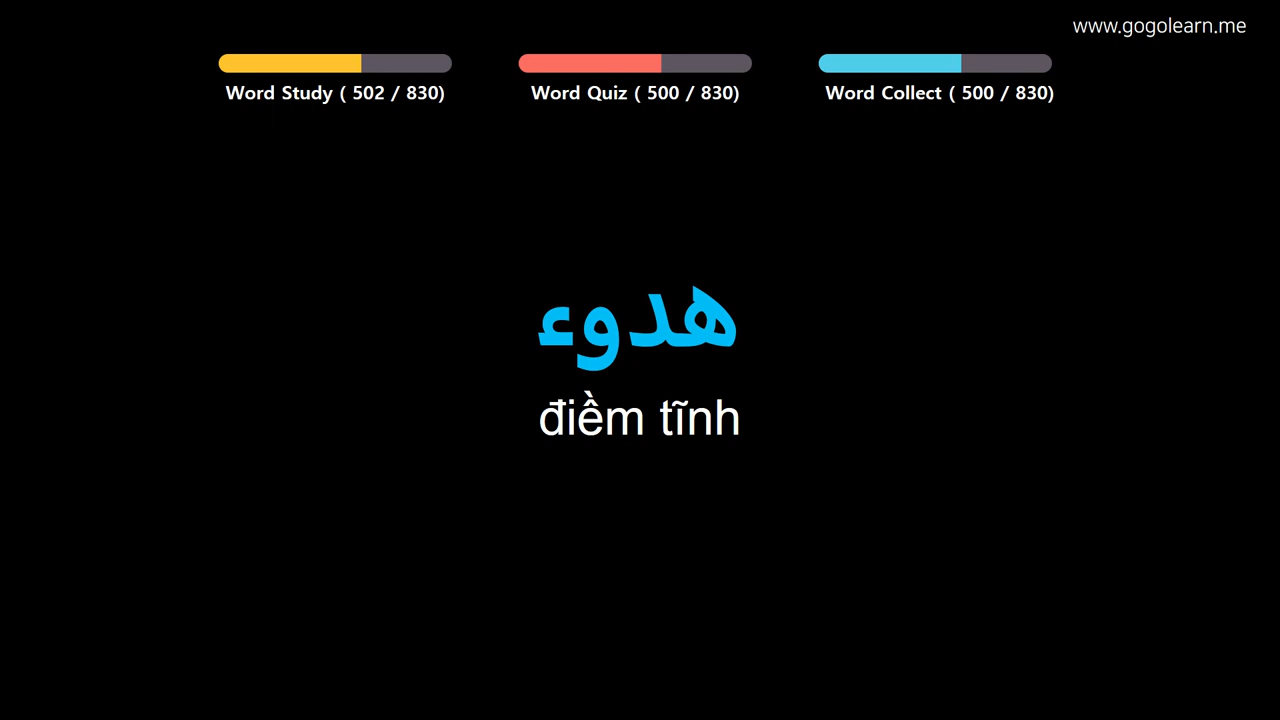 www.gogolearn.me
Word Study ( 502 / 830)
Word Quiz ( 500 / 830)
Word Collect ( 500 / 830)
هدوء
điềm tĩnh